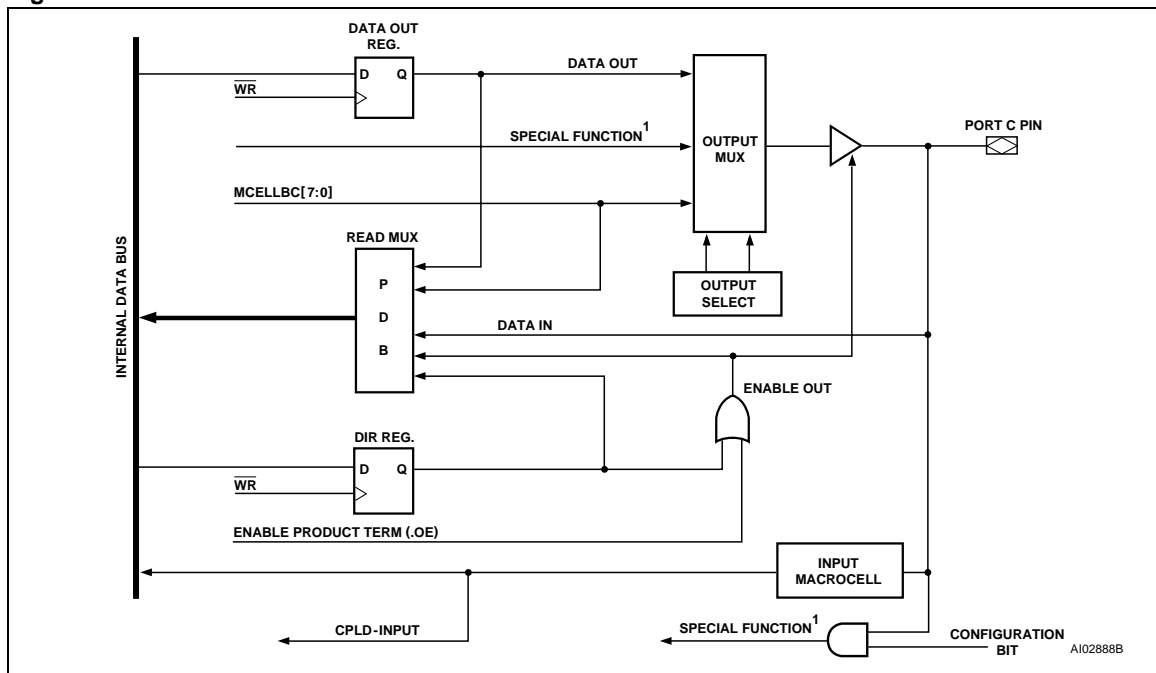 DATA OUT
REG.
D Q
DATA OUT
WR
PORT C PIN
SPECIAL FUNCTION1
OUTPUT
MUX
MCELLBC[7:0]
READ MUX
P
D
B
OUTPUT
SELECT
INTERNAL DATA BUS
DATA IN
ENABLE OUT
DIR REG.
D Q
WR
ENABLE PRODUCT TERM (.OE)
INPUT
MACROCELL
CPLD-INPUT
SPECIAL FUNCTION1
CONFIGURATION
BIT
AI02888B